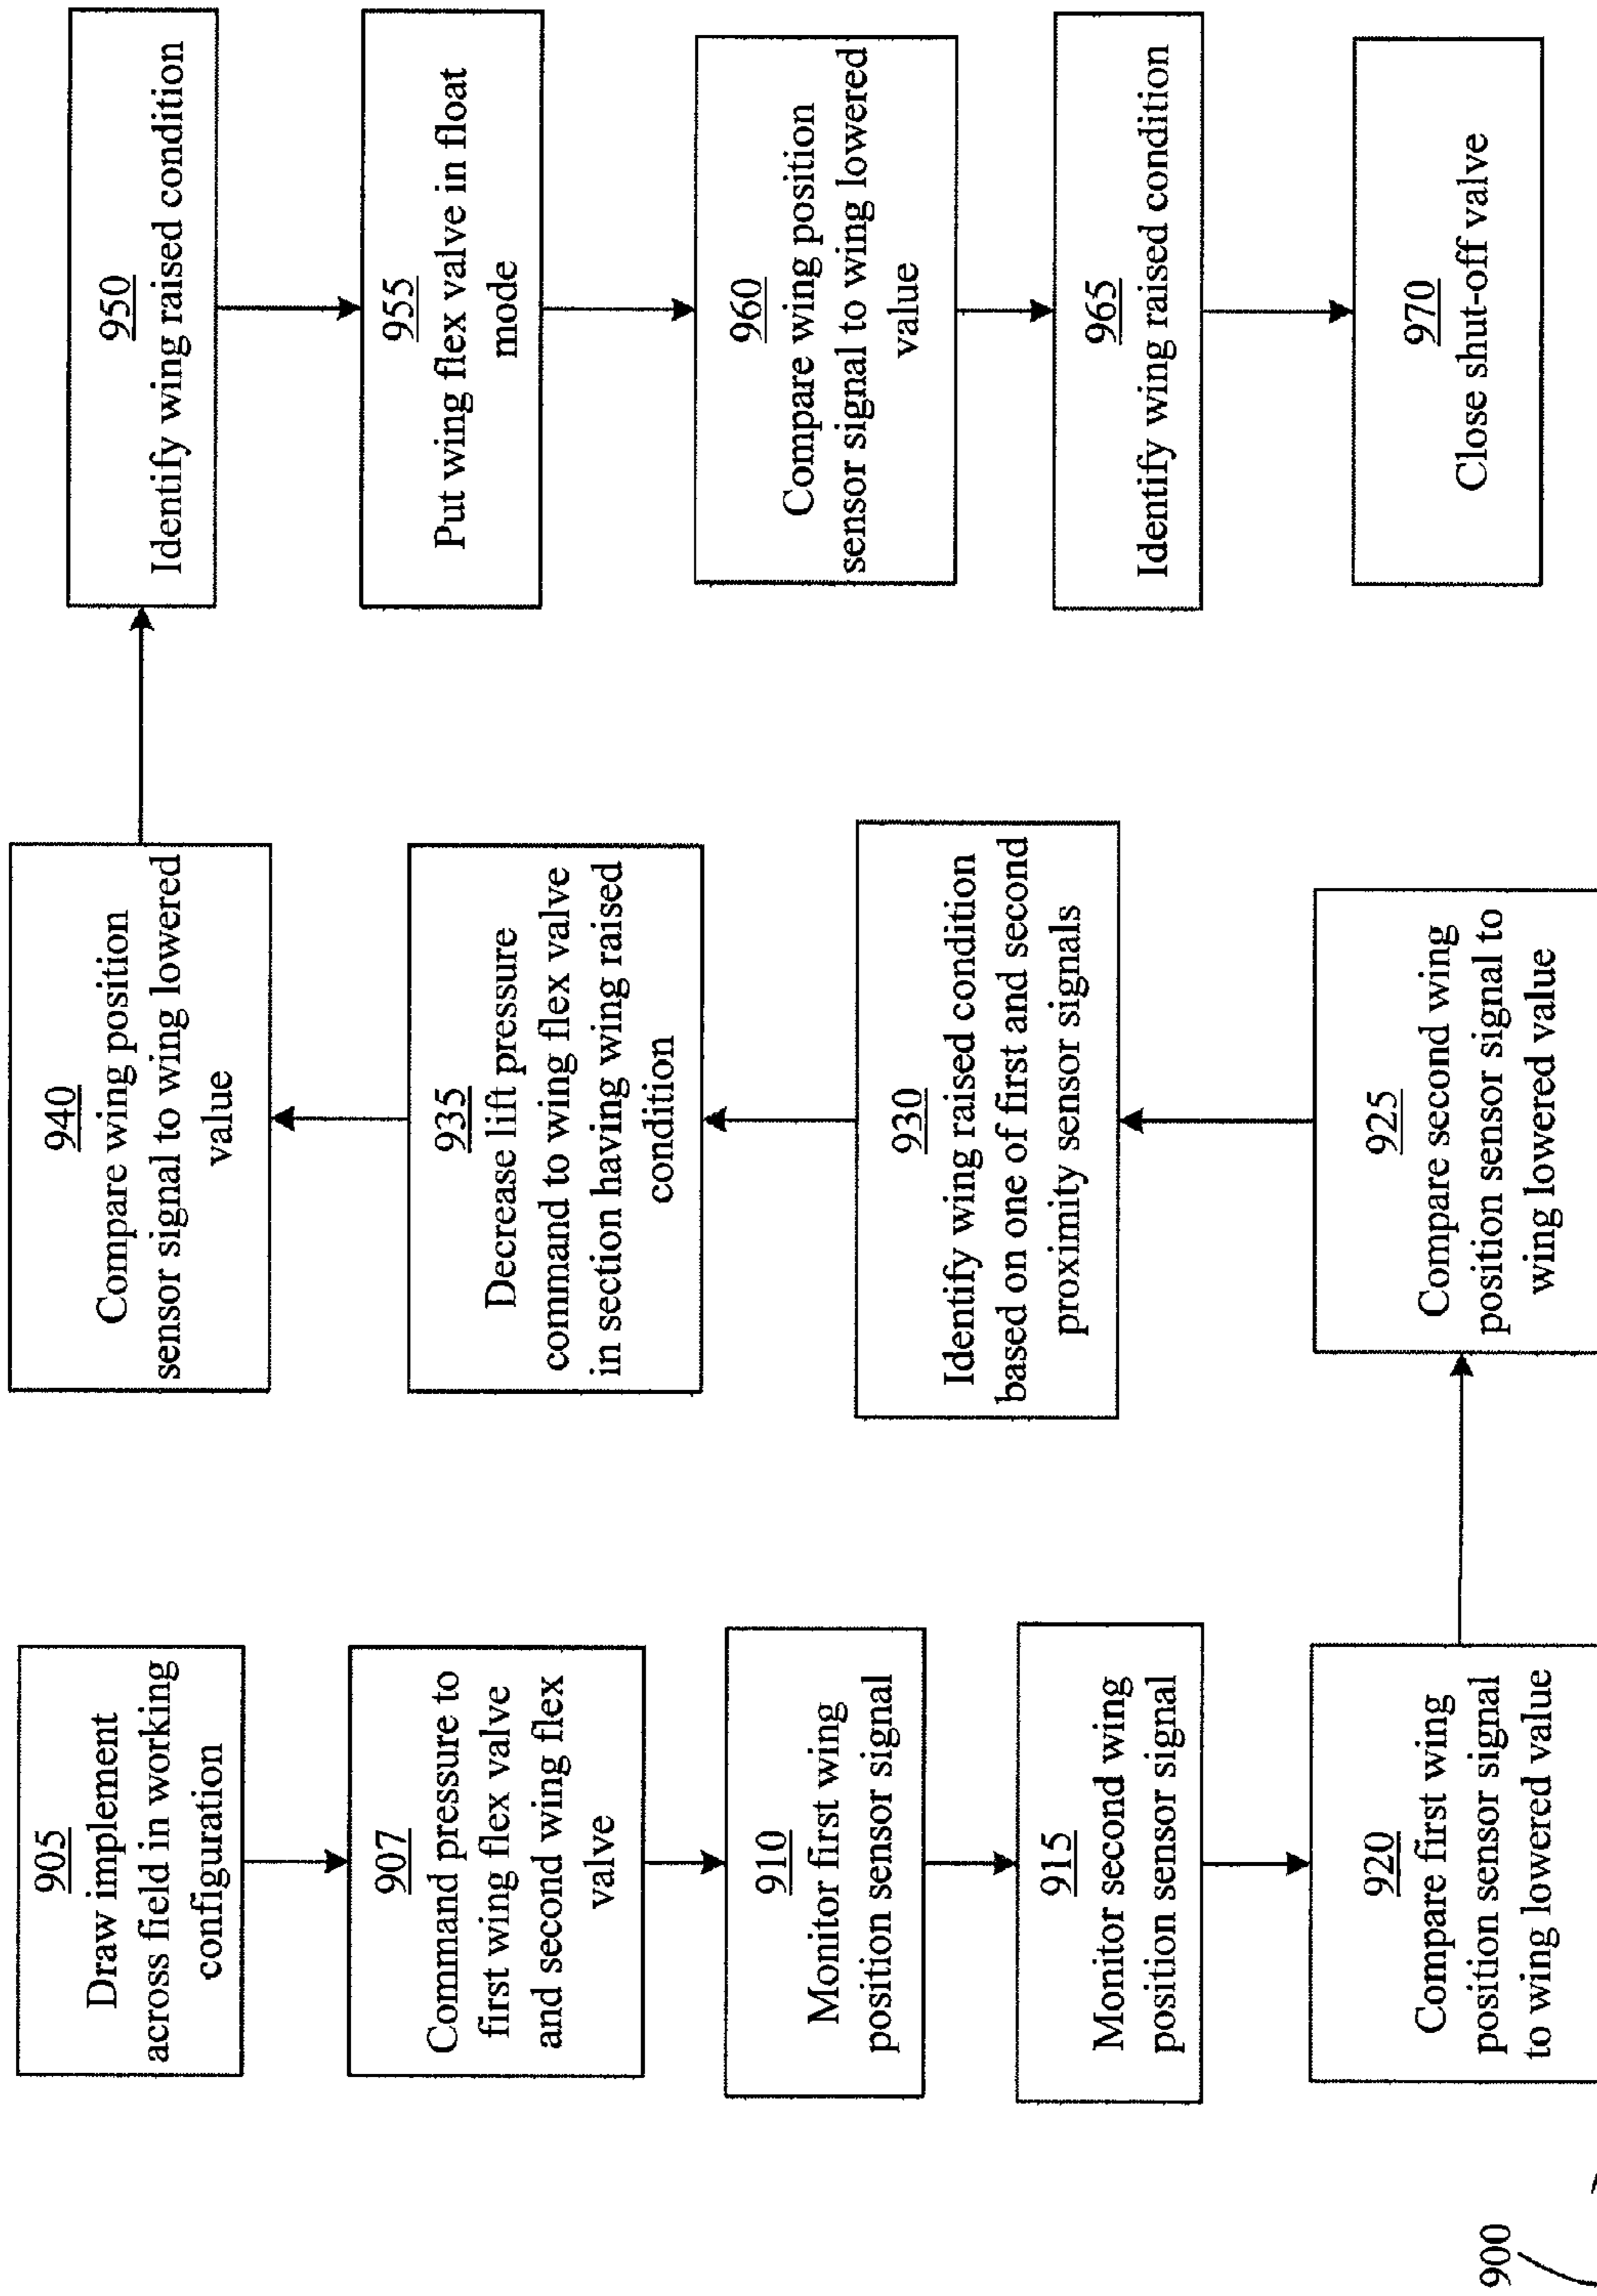 905
Draw implement
across field in working
configuration
907
Command pressure to
first wing flex valve
and second wing flex
valve
910
Monitor first wing
position sensor signal
915
Monitor second wing
position sensor signal
920
Compare first wing
position sensor signal
to wing lowered value
925
Compare second wing
position sensor signal to
wing lowered value
930
Identify wing raised condition
based on one of first and second
proximity sensor signals
935
Decrease lift pressure
command to wing flex valve
in section having wing raised
condition
940
Compare wing position
sensor signal to wing lowered
value
950
Identify wing raised condition
955
Put wing flex valve in float
mode
960
Compare wing position
sensor signal to wing lowered
value
965
Identify wing raised condition
970
Close shut-off valve
900